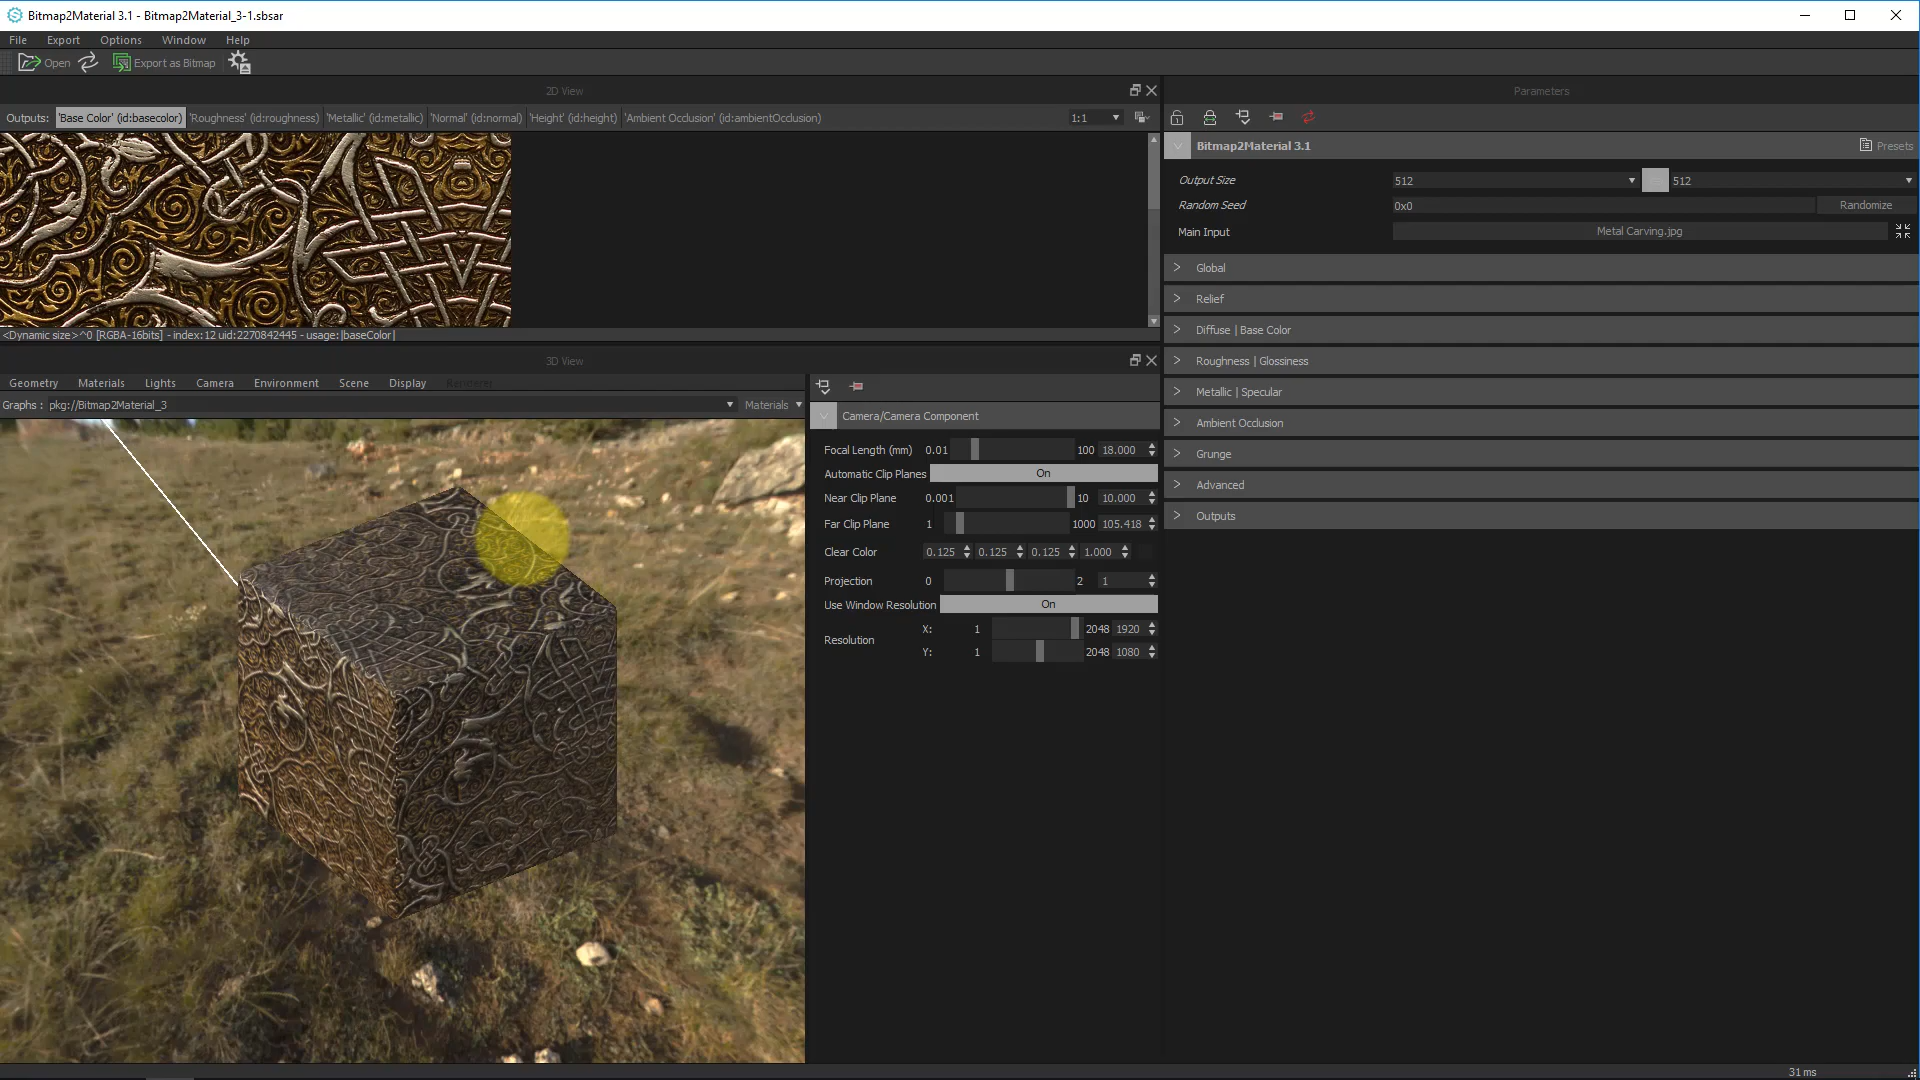 Bitmap2Material 3.1 - Bitmap2Material_3-1.sbsar
File Export Options Window Help
Open Export as Bitmap
2D View
Outputs: 'Base Color' (id:basecolor) 'Roughness' (id:roughness) 'Metallic' (id:metallic) 'Normal' (id:normal) 'Height' (id:height) 'Ambient Occlusion' (id:ambientOcclusion) 1:1
<Dynamic size>^0 [RGBA-16bits] - index:12 uid:2270842445 - usage:|baseColor|
3D View
Geometry Materials Lights Camera Environment Scene Display Renderer
Graphs : pkg://Bitmap2Material_3 Materials
Camera/Camera Component
Focal Length (mm) 0.01 100 18.000
Automatic Clip Planes On
Near Clip Plane 0.001 10 10.000
Far Clip Plane 1 1000 105.418
Clear Color 0.125 0.125 0.125 1.000
Projection 0 2 1
Use Window Resolution On
Resolution
X: 1 2048 1920
Y: 1 2048 1080
Parameters
Bitmap2Material 3.1 Presets
Output Size 512 512
Random Seed 0x0 Randomize
Main Input Metal Carving.jpg
Global
Relief
Diffuse | Base Color
Roughness | Glossiness
Metallic | Specular
Ambient Occlusion
Grunge
Advanced
Outputs
31 ms